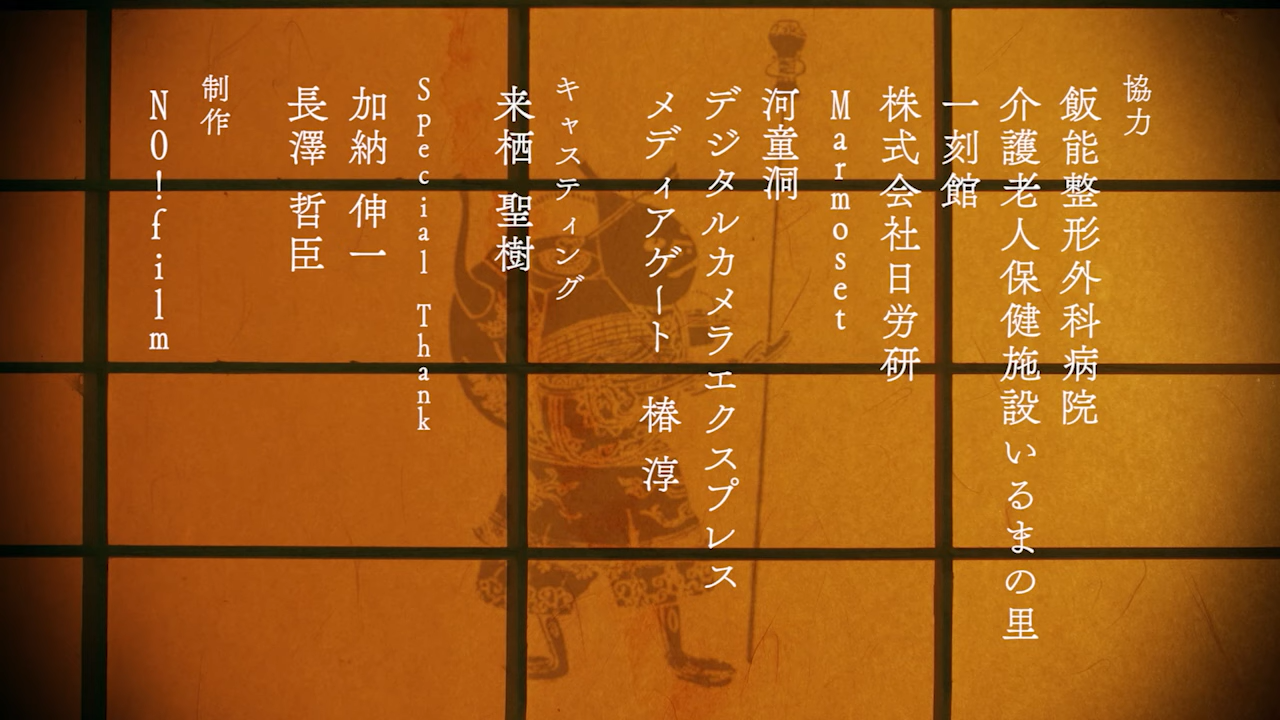 協力
飯能整形外科病院
介護老人保健施設いるまの里
一刻館
株式会社日労研
Marmoset
河童洞
デジタルカメラエクスプレス
メディアゲート 椿 淳
キャスティング
来栖 聖樹
Special Thank
加納 伸一
長澤 哲臣
制作
NO!film